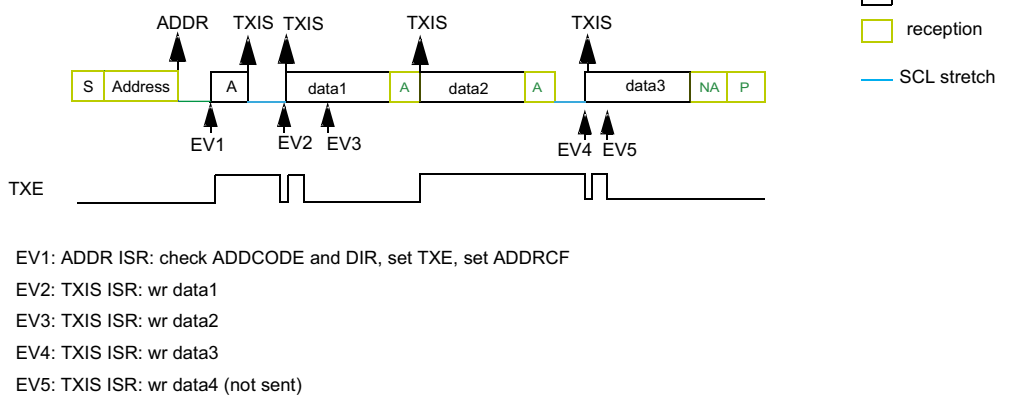 ADDR TXIS TXIS TXIS TXIS
reception
S Address A data1 A data2 A data3 NA P
SCL stretch
EV1 EV2 EV3 EV4 EV5
TXE
EV1: ADDR ISR: check ADDCODE and DIR, set TXE, set ADDRCF
EV2: TXIS ISR: wr data1
EV3: TXIS ISR: wr data2
EV4: TXIS ISR: wr data3
EV5: TXIS ISR: wr data4 (not sent)